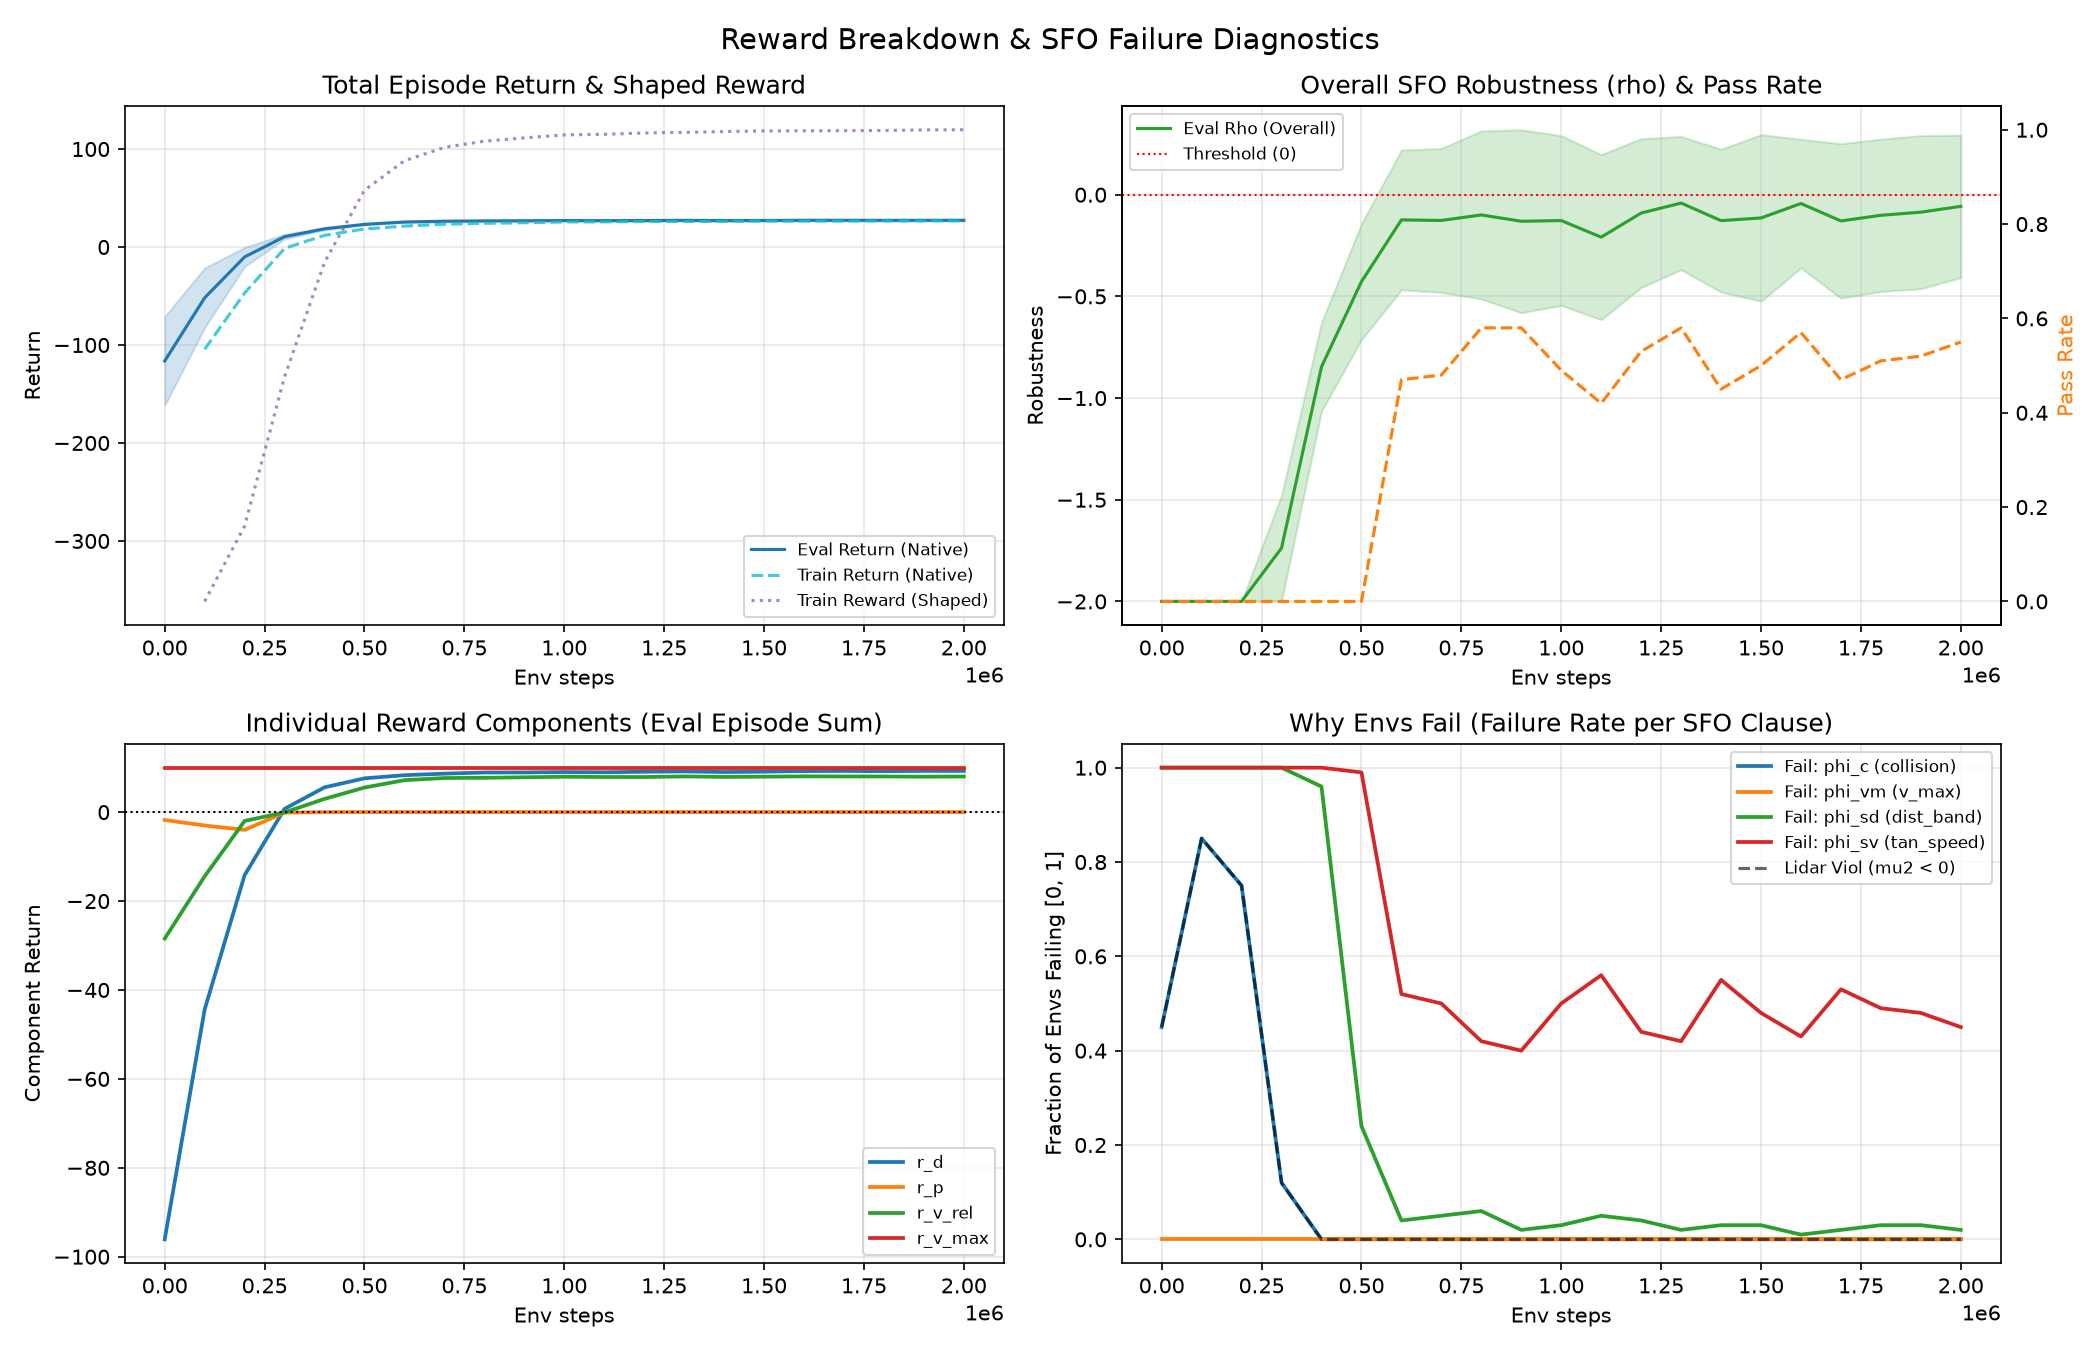 Reward Breakdown & SFO Failure Diagnostics
Total Episode Return & Shaped Reward
100
0
−100
−200
−300
Return
Eval Return (Native)
Train Return (Native)
Train Reward (Shaped)
0.00 0.25 0.50 0.75 1.00 1.25 1.50 1.75 2.00
1e6
Env steps
Overall SFO Robustness (rho) & Pass Rate
Eval Rho (Overall)
Threshold (0)
0.0
−0.5
−1.0
−1.5
−2.0
Robustness
1.0
0.8
0.6
0.4
0.2
0.0
Pass Rate
0.00 0.25 0.50 0.75 1.00 1.25 1.50 1.75 2.00
1e6
Env steps
Individual Reward Components (Eval Episode Sum)
0
−20
−40
−60
−80
−100
Component Return
r_d
r_p
r_v_rel
r_v_max
0.00 0.25 0.50 0.75 1.00 1.25 1.50 1.75 2.00
1e6
Env steps
Why Envs Fail (Failure Rate per SFO Clause)
Fail: phi_c (collision)
Fail: phi_vm (v_max)
Fail: phi_sd (dist_band)
Fail: phi_sv (tan_speed)
Lidar Viol (mu2 < 0)
1.0
0.8
0.6
0.4
0.2
0.0
Fraction of Envs Failing [0, 1]
0.00 0.25 0.50 0.75 1.00 1.25 1.50 1.75 2.00
1e6
Env steps